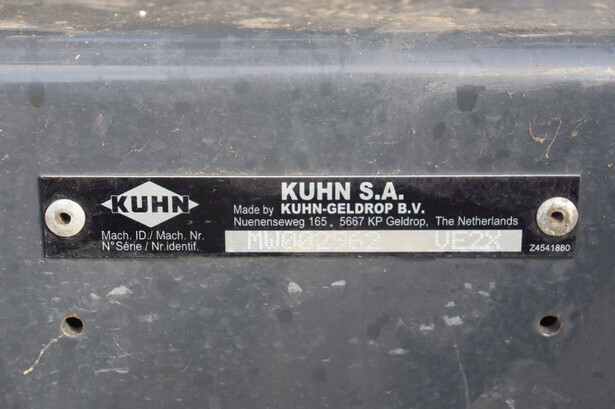 KUHN
KUHN S.A.
Made by KUHN-GELDROP B.V.
Nuenenseweg 165, 5667 KP Geldrop, The Netherlands
Mach. ID./ Mach. Nr.
N° Série / Nr.identif.
MW002962 VE2X
Z4541880